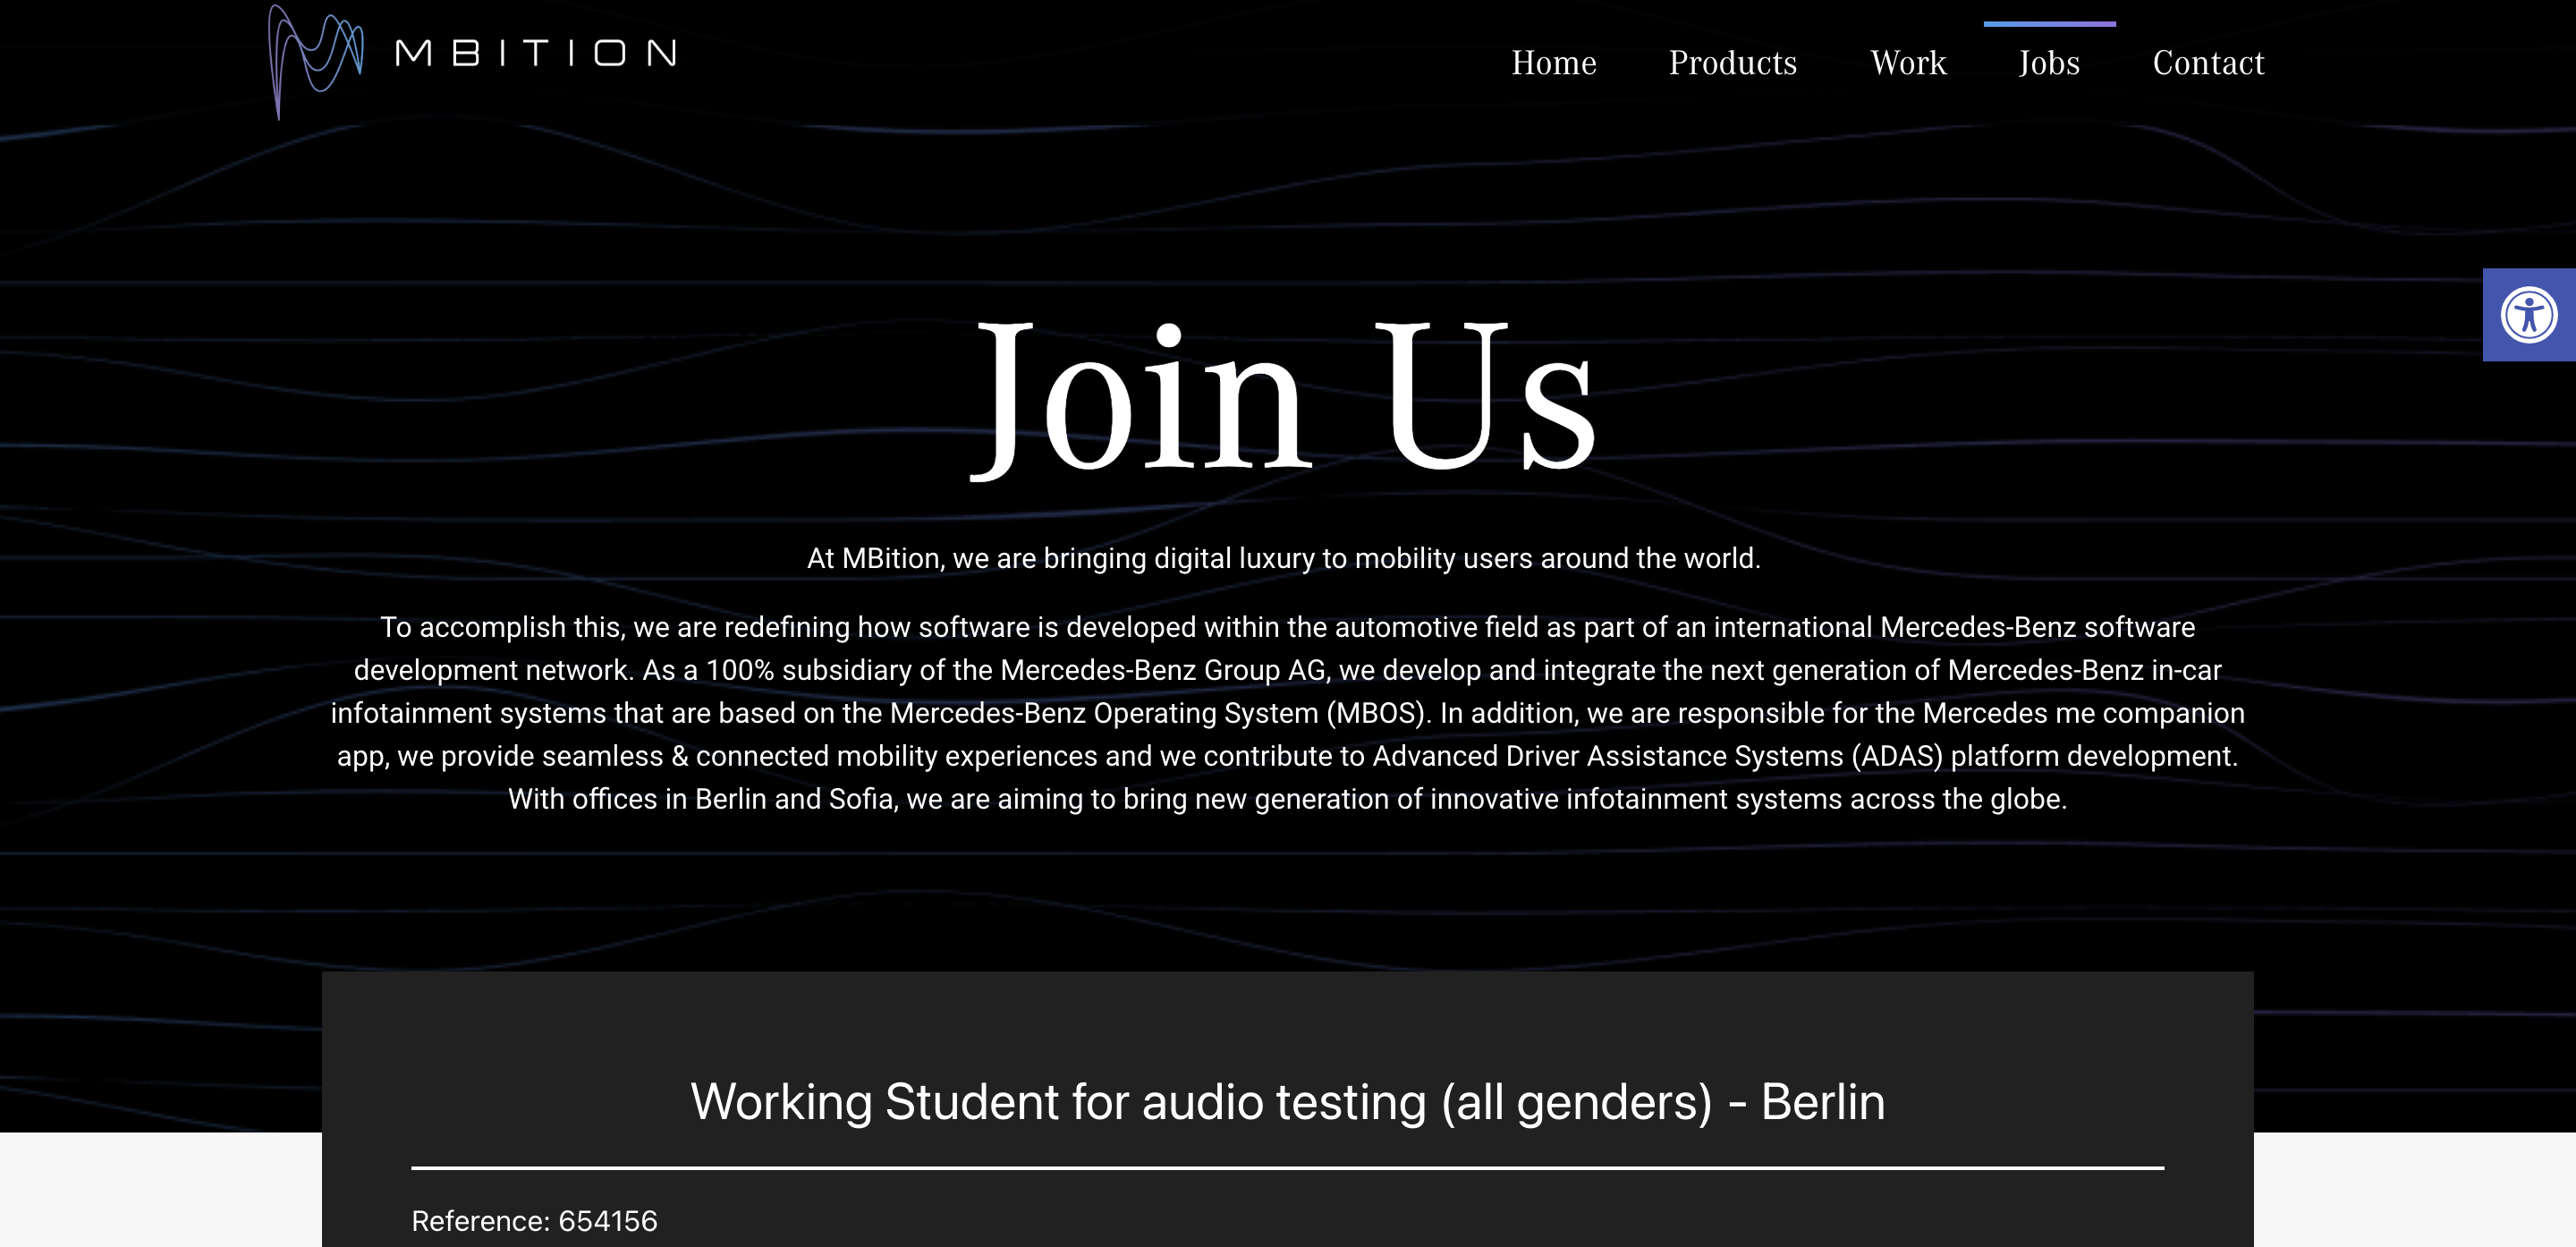 MBITION
Home Products Work Jobs Contact
Join Us
At MBition, we are bringing digital luxury to mobility users around the world.
To accomplish this, we are redefining how software is developed within the automotive field as part of an international Mercedes-Benz software
development network. As a 100% subsidiary of the Mercedes-Benz Group AG, we develop and integrate the next generation of Mercedes-Benz in-car
infotainment systems that are based on the Mercedes-Benz Operating System (MBOS). In addition, we are responsible for the Mercedes me companion
app, we provide seamless & connected mobility experiences and we contribute to Advanced Driver Assistance Systems (ADAS) platform development.
With offices in Berlin and Sofia, we are aiming to bring new generation of innovative infotainment systems across the globe.
Working Student for audio testing (all genders) - Berlin
Reference: 654156